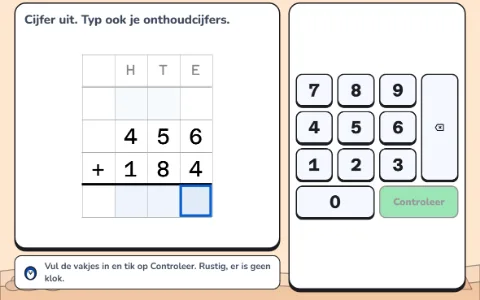 Cijfer uit. Typ ook je onthoudcijfers.
H T E
4 5 6
+ 1 8 4
7 8 9
4 5 6
1 2 3
0 Controleer
Vul de vakjes in en tik op Controleer. Rustig, er is geen
klok.